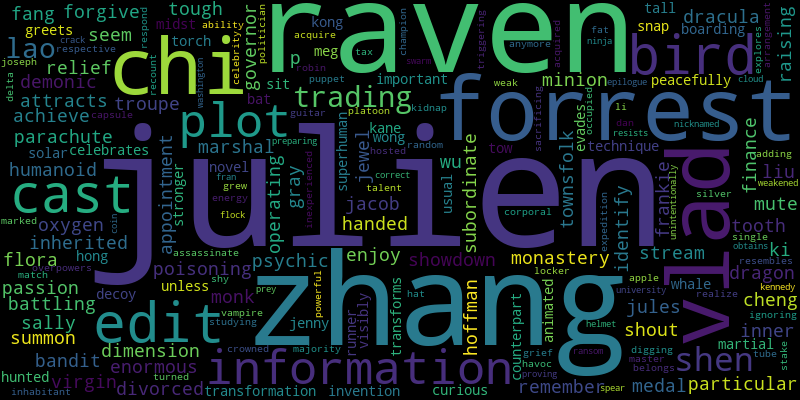 fang forgive tough midst kong greets seem snap tall dracula boarding
raven
governor celebrity politician ability
respond acquire champion fat ninja
triggering anymore swarm explores arrangement raising
lao relief torch meg tax crack
chi
bird
joseph delta demonic
respective recount washington
p robin sit important minion cloud peacefully
attracts troupe bat puppet epilogue
trading
forrest
achieve capsule plot guitar platoon kidnap weak sacrificing occupied evades nicknamed
parachute marshal preparing kane random li dan resists adding
solar celebrates appointment novel hosted wong tow technique weakened
humanoid fran grew jewel superhuman correct talent wu townsfolk frankie liu finance
julien
oxygen stronger energy flock gray operating inexperienced jacob usual subordinate corporal expedition identify unintentionally silver tooth mute
cast
vlad
marked coin inherited handed single obtains ki
flora hong assassinate enjoy showdown monastery stream resembles dragon
match overpowers poisoning psychic locker
zhang
passion decoy unless shy prey powerful hat apple whale kennedy cheng
battling monk vampire jenny visibly runner transforms hoffman counterpart animated university jules realize ignoring
edit
sally studying crowned helmet shout inner martial
summon dimension majority grief digging shen tube stake
bandit enormous information havoc ransom master belongs
hunted virgin divorced turned proving remember medal particular
inhabitant transformation invention curious spear